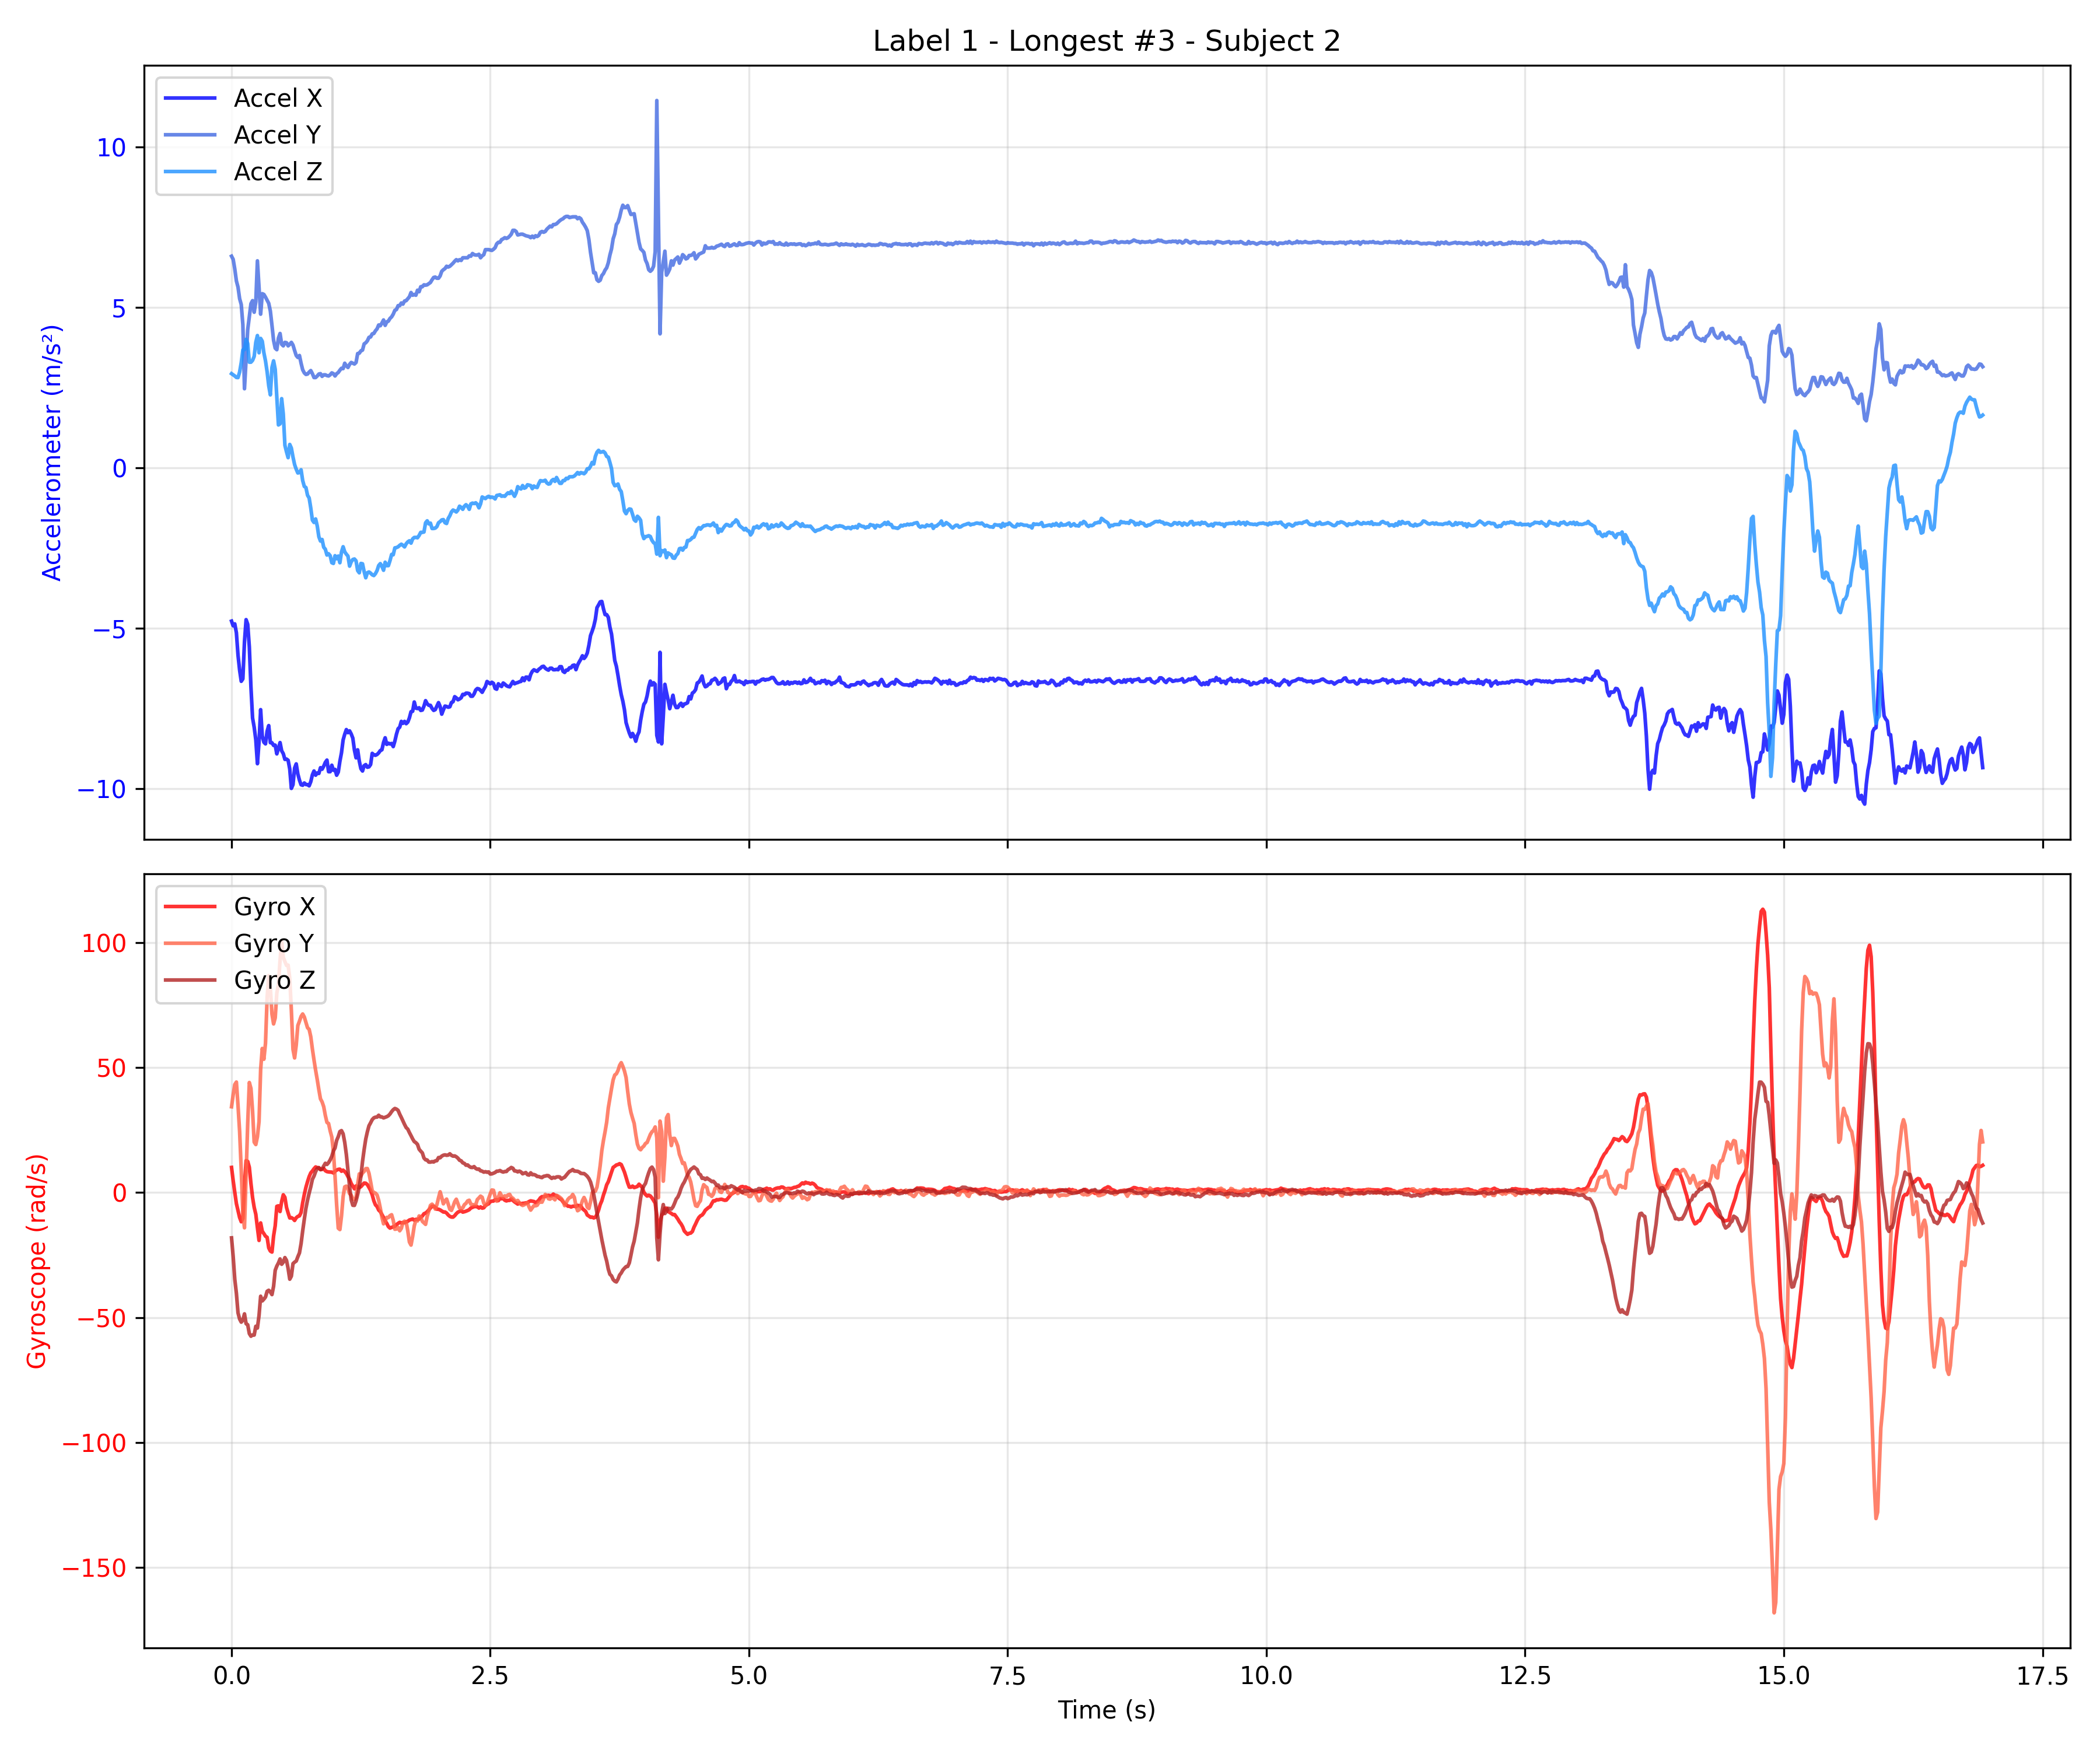 Label 1 - Longest #3 - Subject 2
Accel X
Accel Y
Accel Z
10
5
0
−5
−10
Accelerometer (m/s²)
Gyro X
Gyro Y
Gyro Z
100
50
0
−50
−100
−150
Gyroscope (rad/s)
0.0 2.5 5.0 7.5 10.0 12.5 15.0 17.5
Time (s)